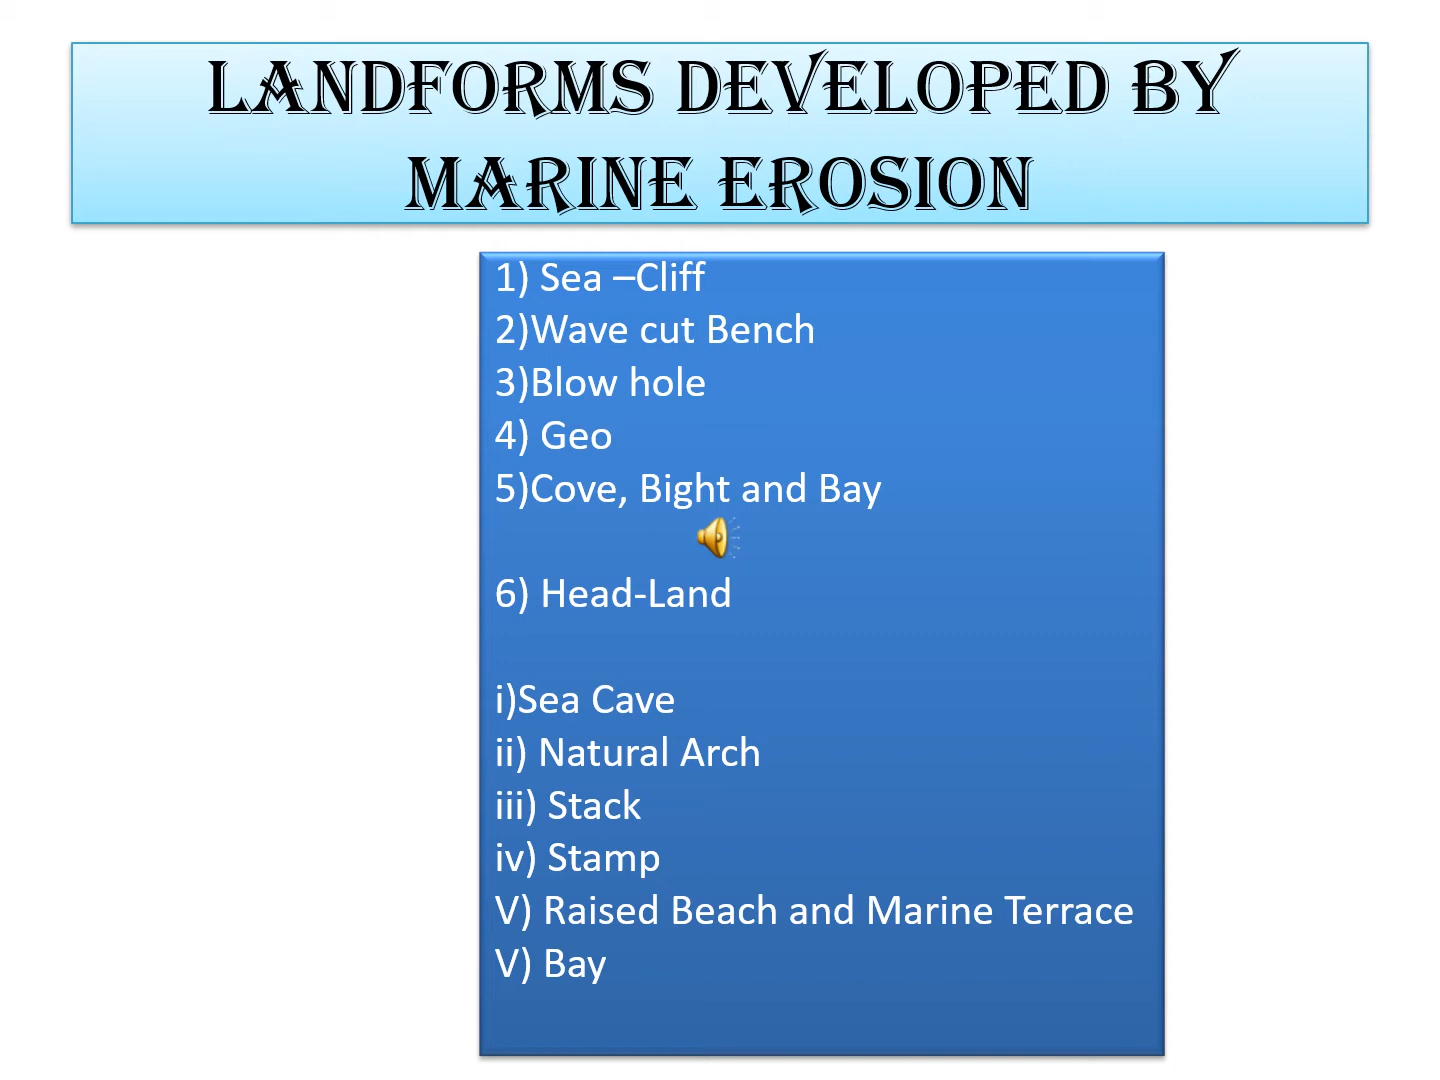 LANDFORMS DEVELOPED BY
MARINE EROSION
1) Sea –Cliff
2)Wave cut Bench
3)Blow hole
4) Geo
5)Cove, Bight and Bay
6) Head-Land
i)Sea Cave
ii) Natural Arch
iii) Stack
iv) Stamp
V) Raised Beach and Marine Terrace
V) Bay